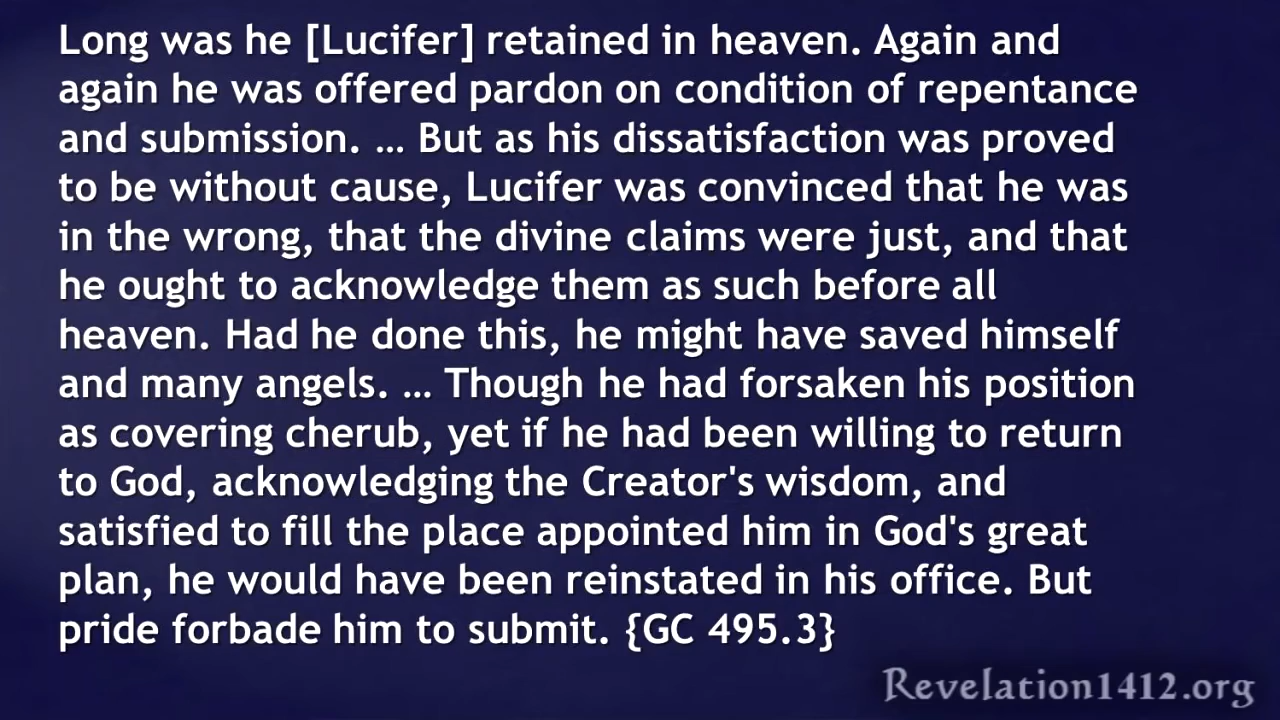 Long was he [Lucifer] retained in heaven. Again and
again he was offered pardon on condition of repentance
and submission. … But as his dissatisfaction was proved
to be without cause, Lucifer was convinced that he was
in the wrong, that the divine claims were just, and that
he ought to acknowledge them as such before all
heaven. Had he done this, he might have saved himself
and many angels. … Though he had forsaken his position
as covering cherub, yet if he had been willing to return
to God, acknowledging the Creator's wisdom, and
satisfied to fill the place appointed him in God's great
plan, he would have been reinstated in his office. But
pride forbade him to submit. {GC 495.3}
Revelation1412.org